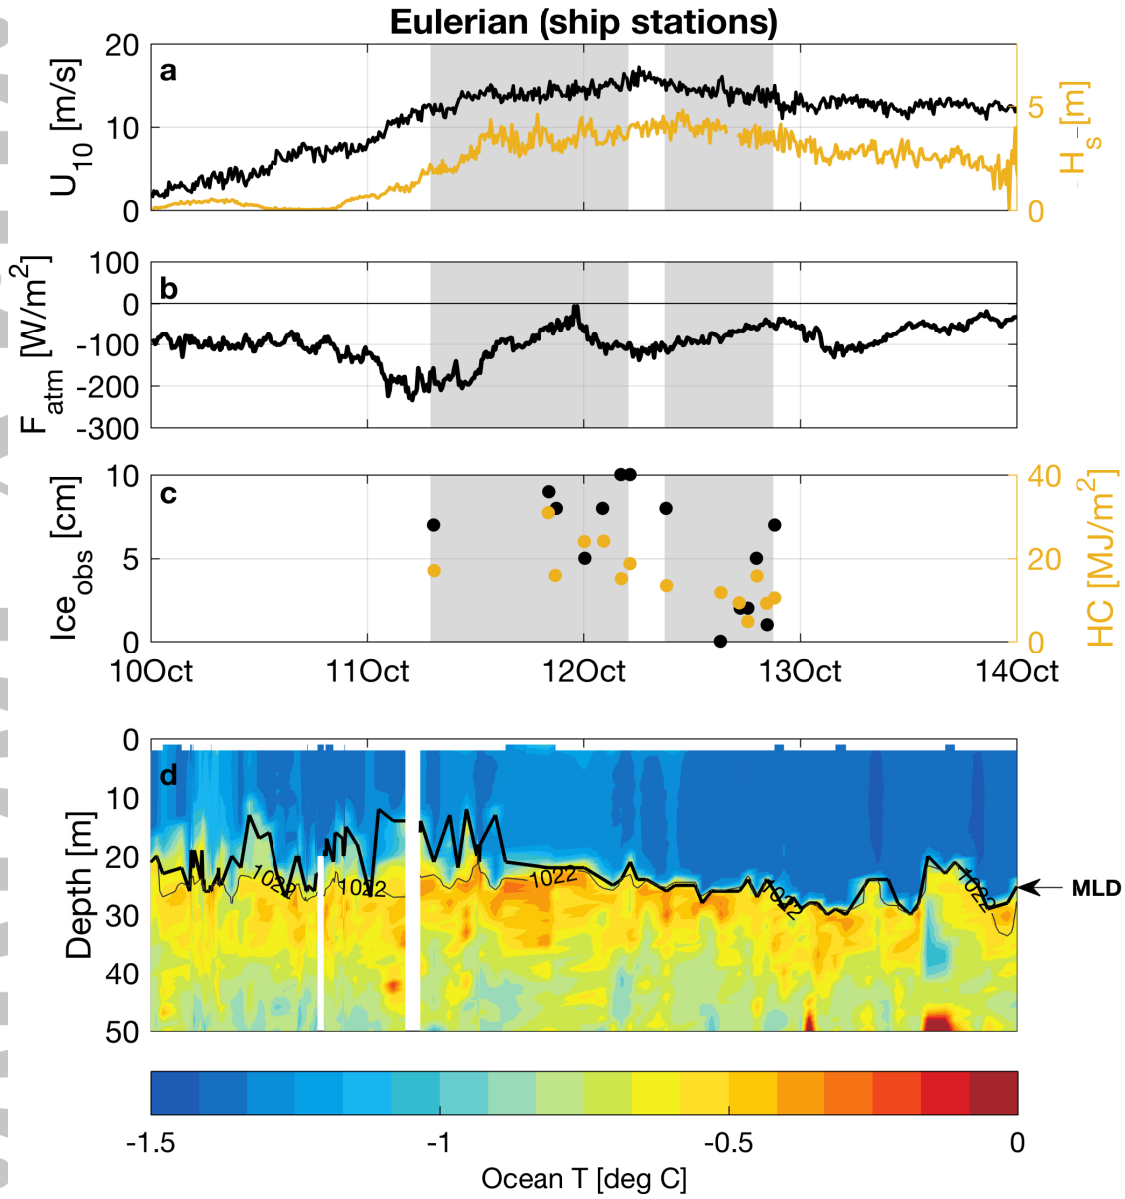 Eulerian (ship stations)
a
U10 [m/s]
20
10
0
Hs [m]
5
0
b
Fatm [W/m2]
100
0
-100
-200
-300
c
Iceobs [cm]
10
5
0
HC [MJ/m2]
40
20
0
10Oct 11Oct 12Oct 13Oct 14Oct
d
Depth [m]
0
10
20
30
40
50
1022 1022 1022 1022 1022
MLD
-1.5 -1 -0.5 0
Ocean T [deg C]